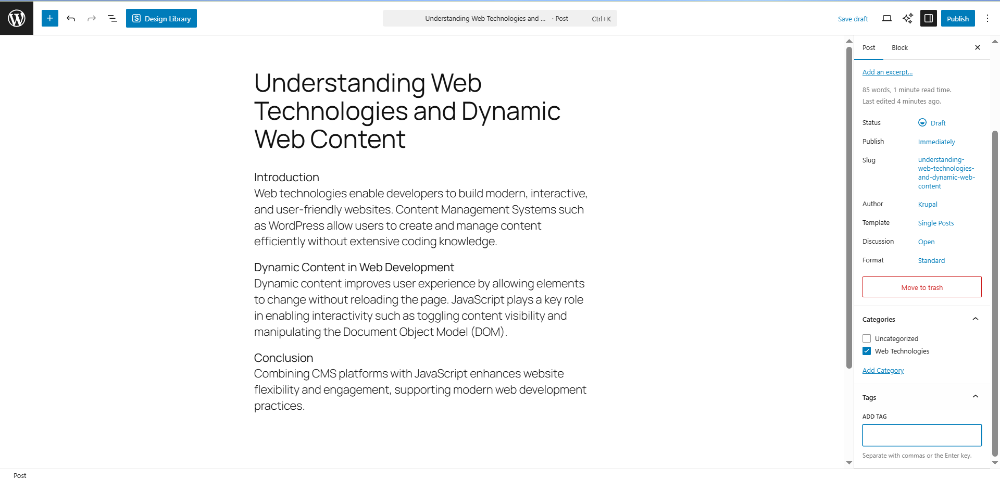 Design Library
Understanding Web Technologies and ... · Post Ctrl+K
Save draft
Publish
Understanding Web
Technologies and Dynamic
Web Content
Introduction
Web technologies enable developers to build modern, interactive,
and user-friendly websites. Content Management Systems such
as WordPress allow users to create and manage content
efficiently without extensive coding knowledge.
Dynamic Content in Web Development
Dynamic content improves user experience by allowing elements
to change without reloading the page. JavaScript plays a key role
in enabling interactivity such as toggling content visibility and
manipulating the Document Object Model (DOM).
Conclusion
Combining CMS platforms with JavaScript enhances website
flexibility and engagement, supporting modern web development
practices.
Post Block
Add an excerpt...
85 words, 1 minute read time.
Last edited 4 minutes ago.
Status Draft
Publish Immediately
Slug understanding-
web-technologies-
and-dynamic-web-
content
Author Krupal
Template Single Posts
Discussion Open
Format Standard
Move to trash
Categories
Uncategorized
Web Technologies
Add Category
Tags
ADD TAG
Separate with commas or the Enter key.
Post